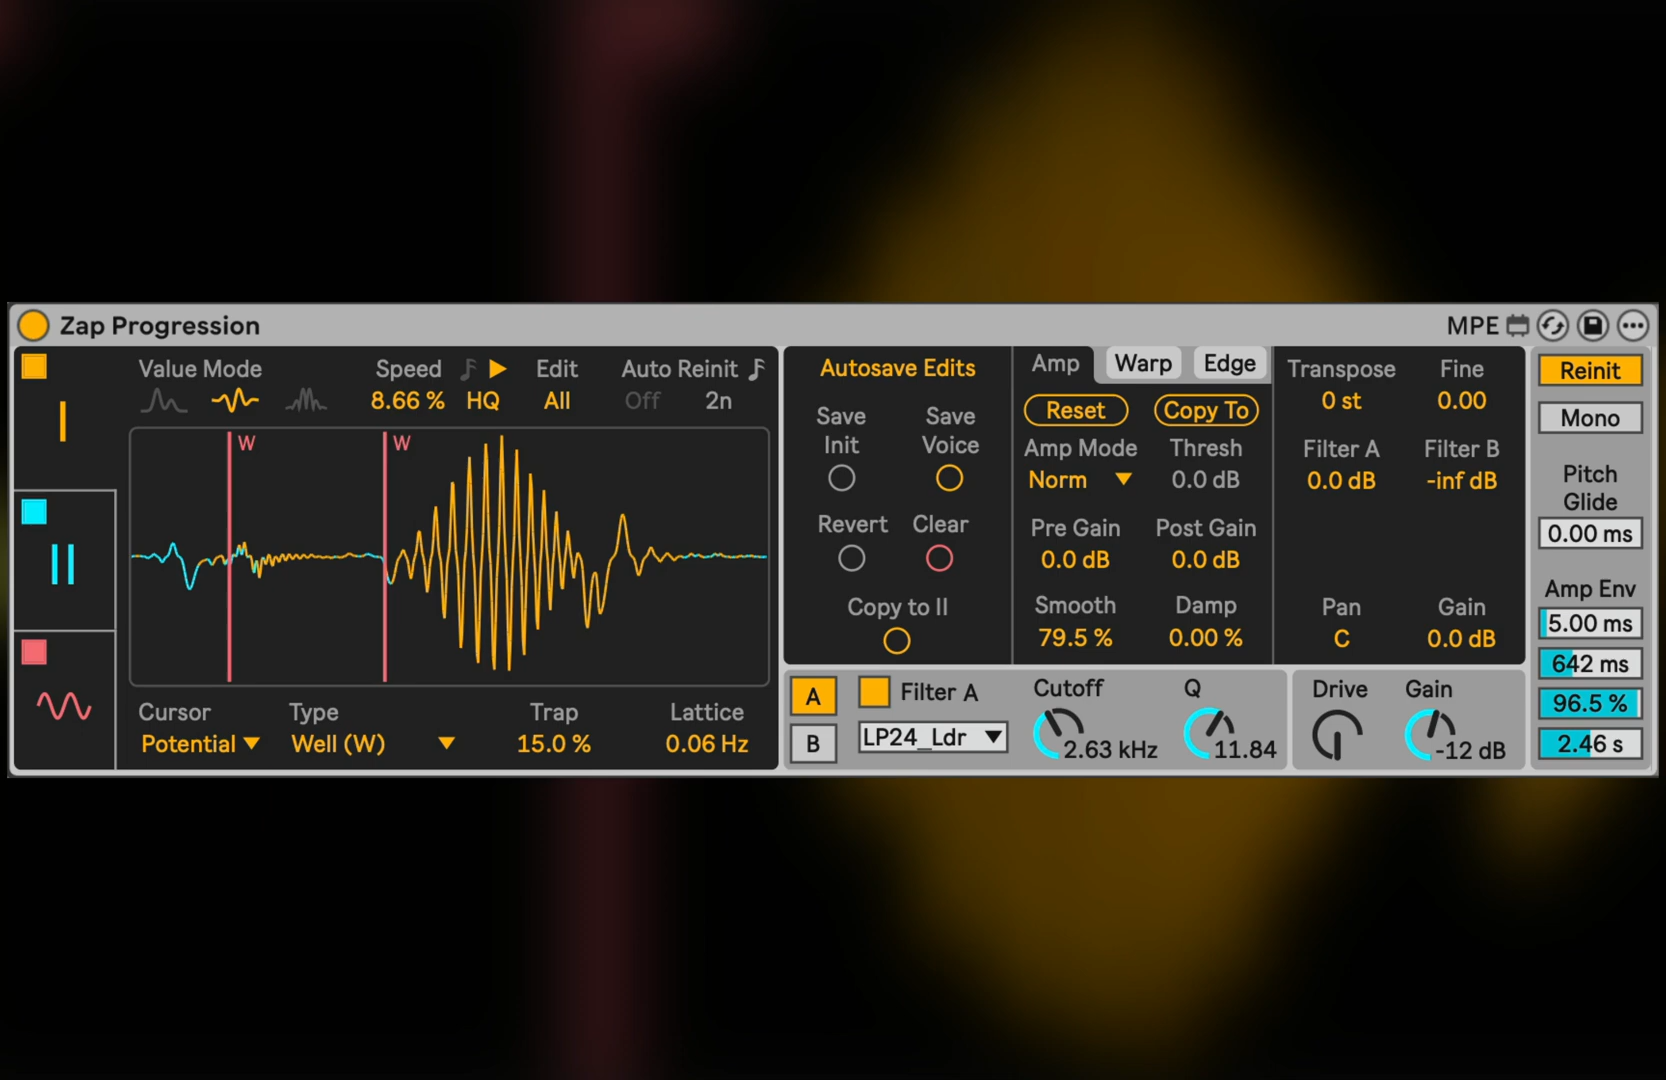 Zap Progression
MPE
Value Mode
Speed
Edit
Auto Reinit
8.66 %
HQ
All
Off
2n
W
W
Cursor
Type
Trap
Lattice
Potential
Well (W)
15.0 %
0.06 Hz
Autosave Edits
Save Init
Save Voice
Revert
Clear
Copy to II
Amp
Warp
Edge
Reset
Copy To
Amp Mode
Thresh
Norm
0.0 dB
Pre Gain
Post Gain
0.0 dB
0.0 dB
Smooth
Damp
79.5 %
0.00 %
Transpose
Fine
0 st
0.00
Filter A
Filter B
0.0 dB
-inf dB
Pan
Gain
C
0.0 dB
A
B
Filter A
LP24_Ldr
Cutoff
2.63 kHz
Q
11.84
Drive
Gain
-12 dB
Reinit
Mono
Pitch
Glide
0.00 ms
Amp Env
5.00 ms
642 ms
96.5 %
2.46 s